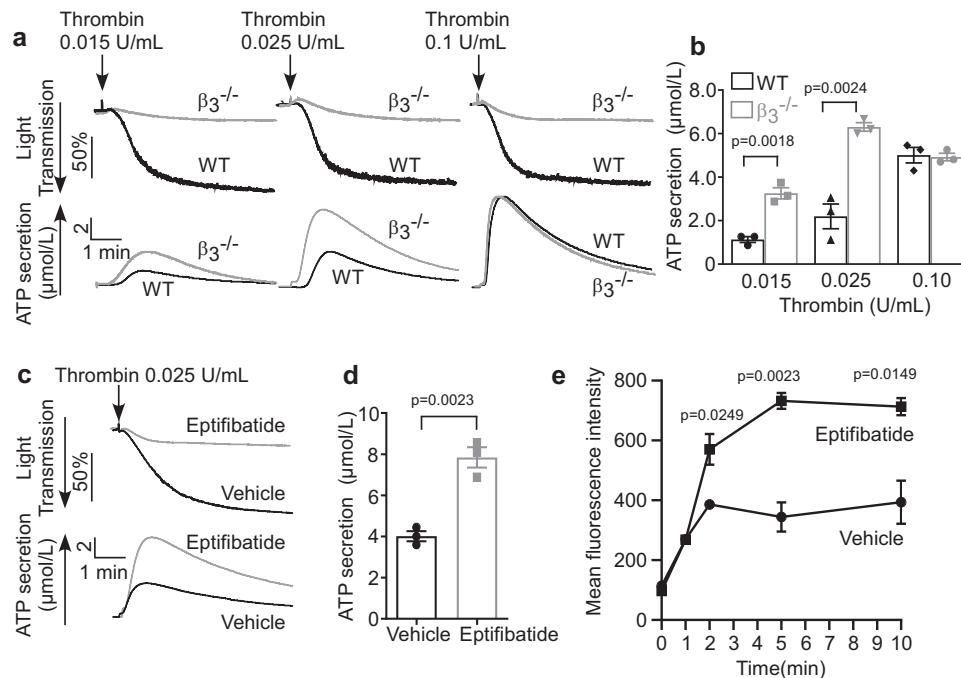 a
Thrombin
0.015 U/mL
Thrombin
0.025 U/mL
Thrombin
0.1 U/mL
Light
Transmission
50%
β3-/-
WT
β3-/-
WT
β3-/-
WT
ATP secretion
(μmol/L)
2
1 min
β3-/-
WT
β3-/-
WT
WT
β3-/-
b
ATP secretion (μmol/L)
8.0
6.0
4.0
2.0
0
WT
β3-/-
p=0.0018
p=0.0024
0.015
0.025
0.10
Thrombin (U/mL)
c
Thrombin 0.025 U/mL
Light
Transmission
50%
Eptifibatide
Vehicle
ATP secretion
(μmol/L)
2
1 min
Eptifibatide
Vehicle
d
p=0.0023
ATP secretion (μmol/L)
10
8
6
4
2
0
Vehicle
Eptifibatide
e
Mean fluorescence intensity
800
600
400
200
0
p=0.0249
p=0.0023
p=0.0149
Eptifibatide
Vehicle
0 1 2 3 4 5 6 7 8 9 10
Time(min)